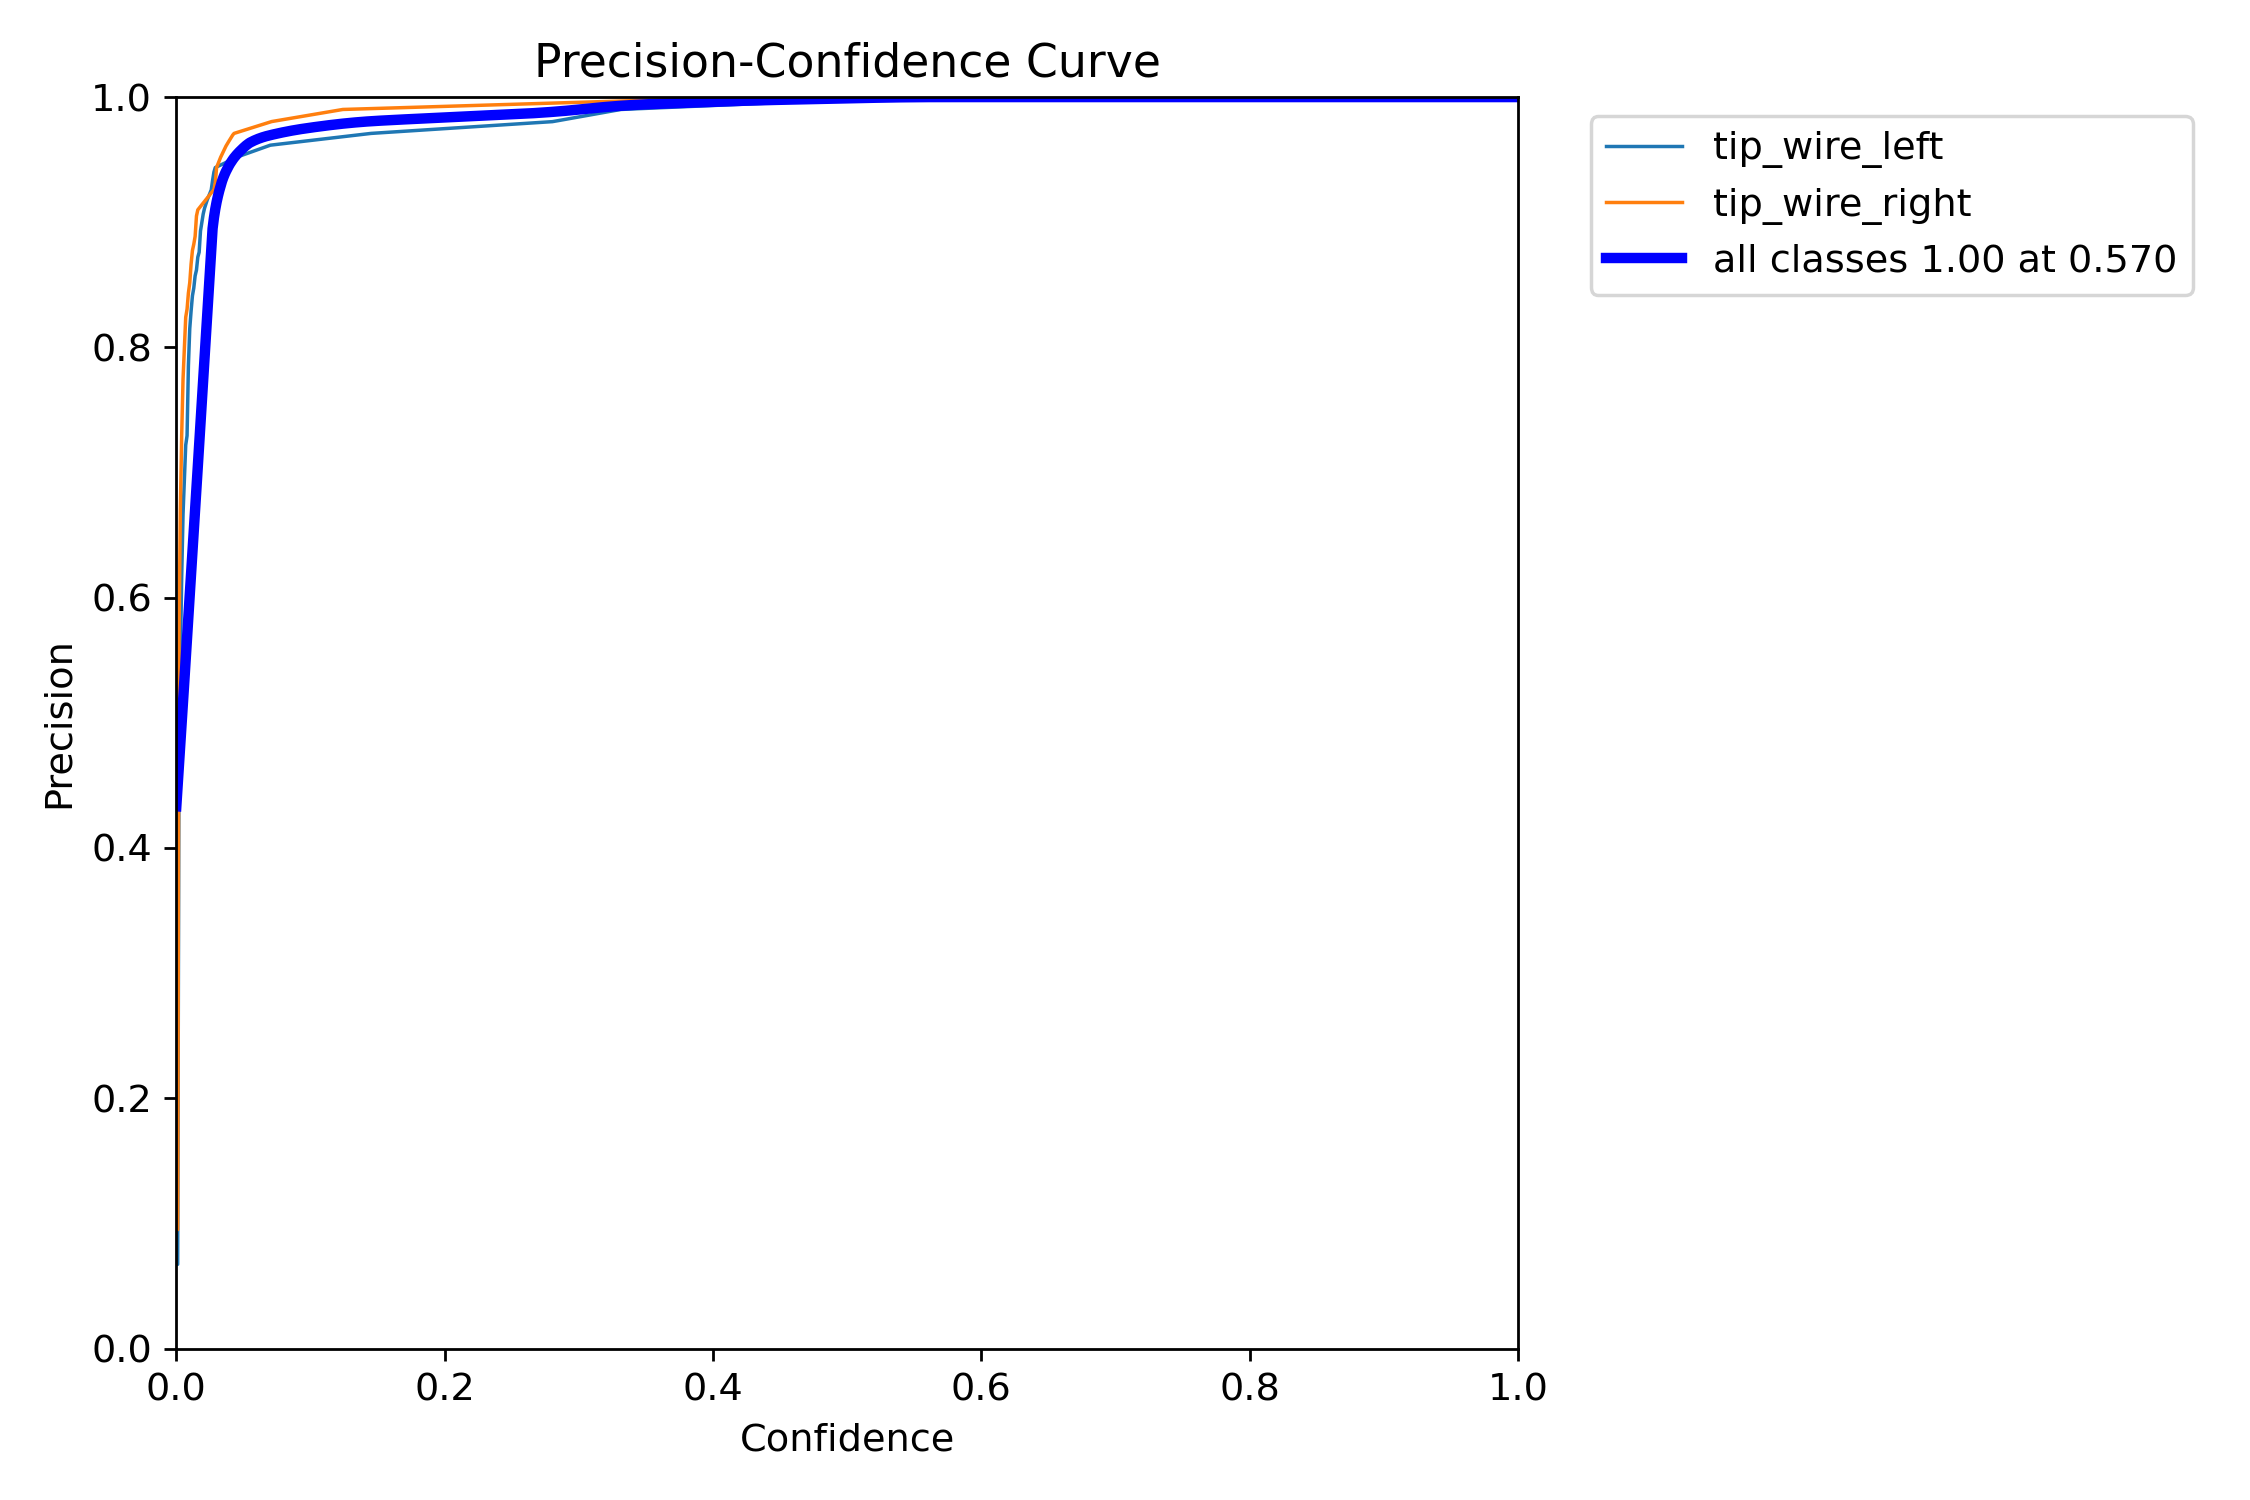 Precision-Confidence Curve
1.0
0.8
0.6
0.4
0.2
0.0
Precision
0.0 0.2 0.4 0.6 0.8 1.0
Confidence
tip_wire_left
tip_wire_right
all classes 1.00 at 0.570